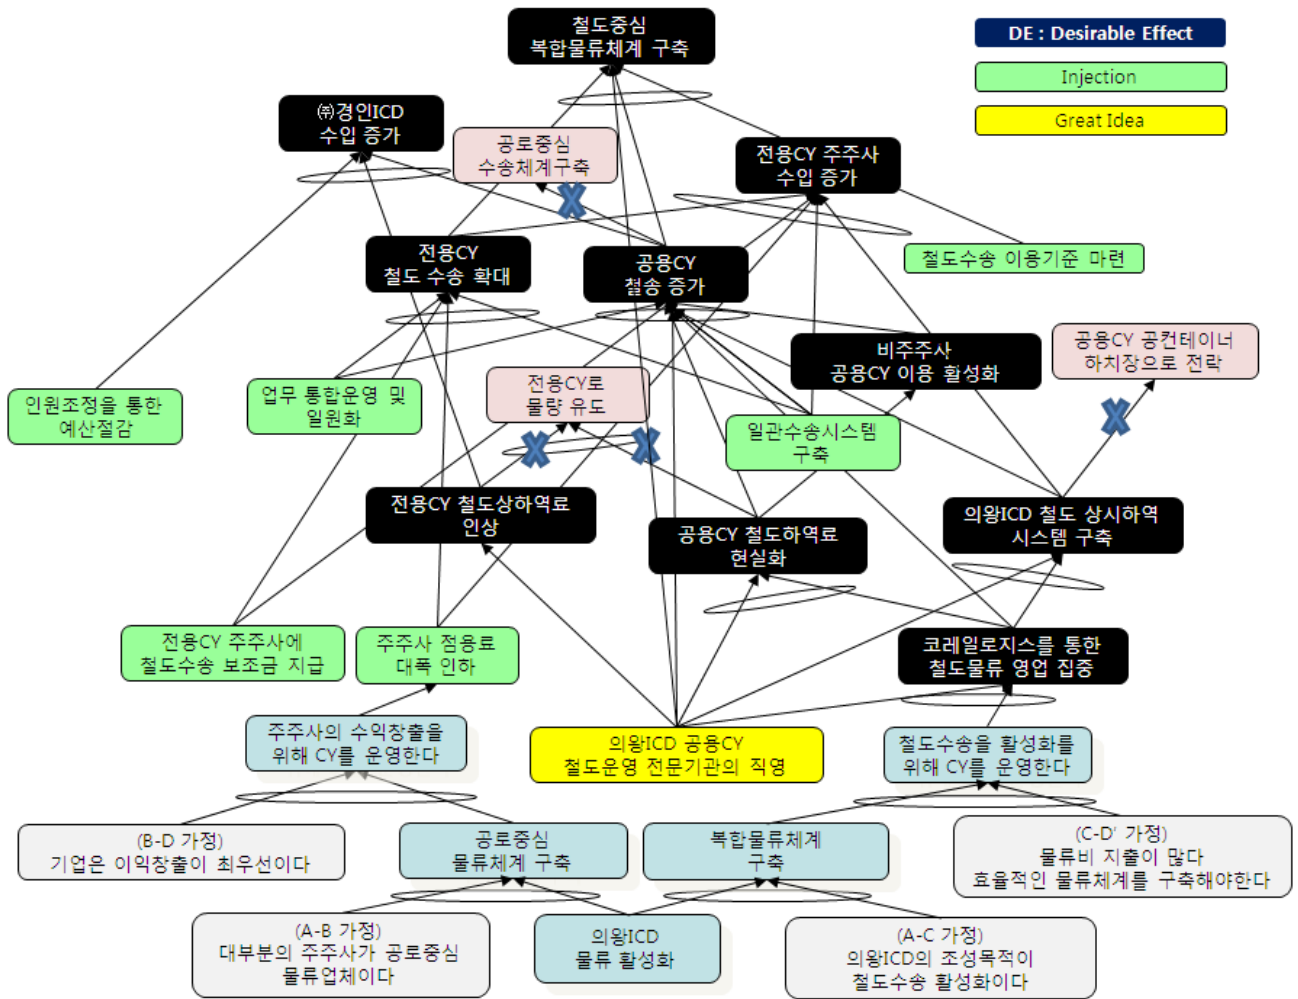 철도중심
복합물류체계 구축
DE : Desirable Effect
Injection
Great Idea
㈜경인ICD
수입 증가
공로중심
수송체계구축
전용CY 주주사
수입 증가
전용CY
철도 수송 확대
공용CY
철송 증가
철도수송 이용기준 마련
비주주사
공용CY 이용 활성화
공용CY 공컨테이너
하치장으로 전락
인원조정을 통한
예산절감
업무 통합운영 및
일원화
전용CY로
물량 유도
일관수송시스템
구축
전용CY 철도상하역료
인상
공용CY 철도하역료
현실화
의왕ICD 철도 상시하역
시스템 구축
전용CY 주주사에
철도수송 보조금 지급
주주사 점용료
대폭 인하
코레일로지스를 통한
철도물류 영업 집중
주주사의 수익창출을
위해 CY를 운영한다
의왕ICD 공용CY
철도운영 전문기관의 직영
철도수송을 활성화를
위해 CY를 운영한다
(B-D 가정)
기업은 이익창출이 최우선이다
공로중심
물류체계 구축
복합물류체계
구축
(C-D' 가정)
물류비 지출이 많다
효율적인 물류체계를 구축해야한다
(A-B 가정)
대부분의 주주사가 공로중심
물류업체이다
의왕ICD
물류 활성화
(A-C 가정)
의왕ICD의 조성목적이
철도수송 활성화이다